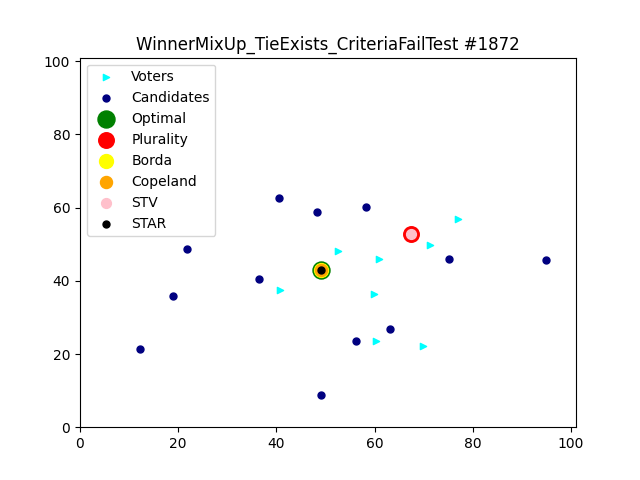 WinnerMixUp_TieExists_CriteriaFailTest #1872
Voters
Candidates
Optimal
Plurality
Borda
Copeland
STV
STAR
100
80
60
40
20
0
0 20 40 60 80 100